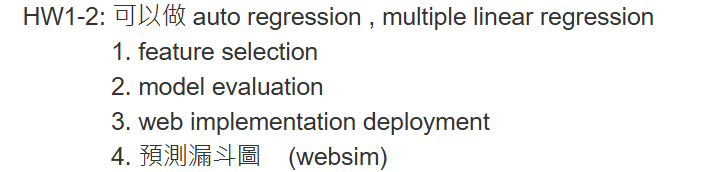 HW1-2: 可以做 auto regression , multiple linear regression
1. feature selection
2. model evaluation
3. web implementation deployment
4. 預測漏斗圖 (websim)